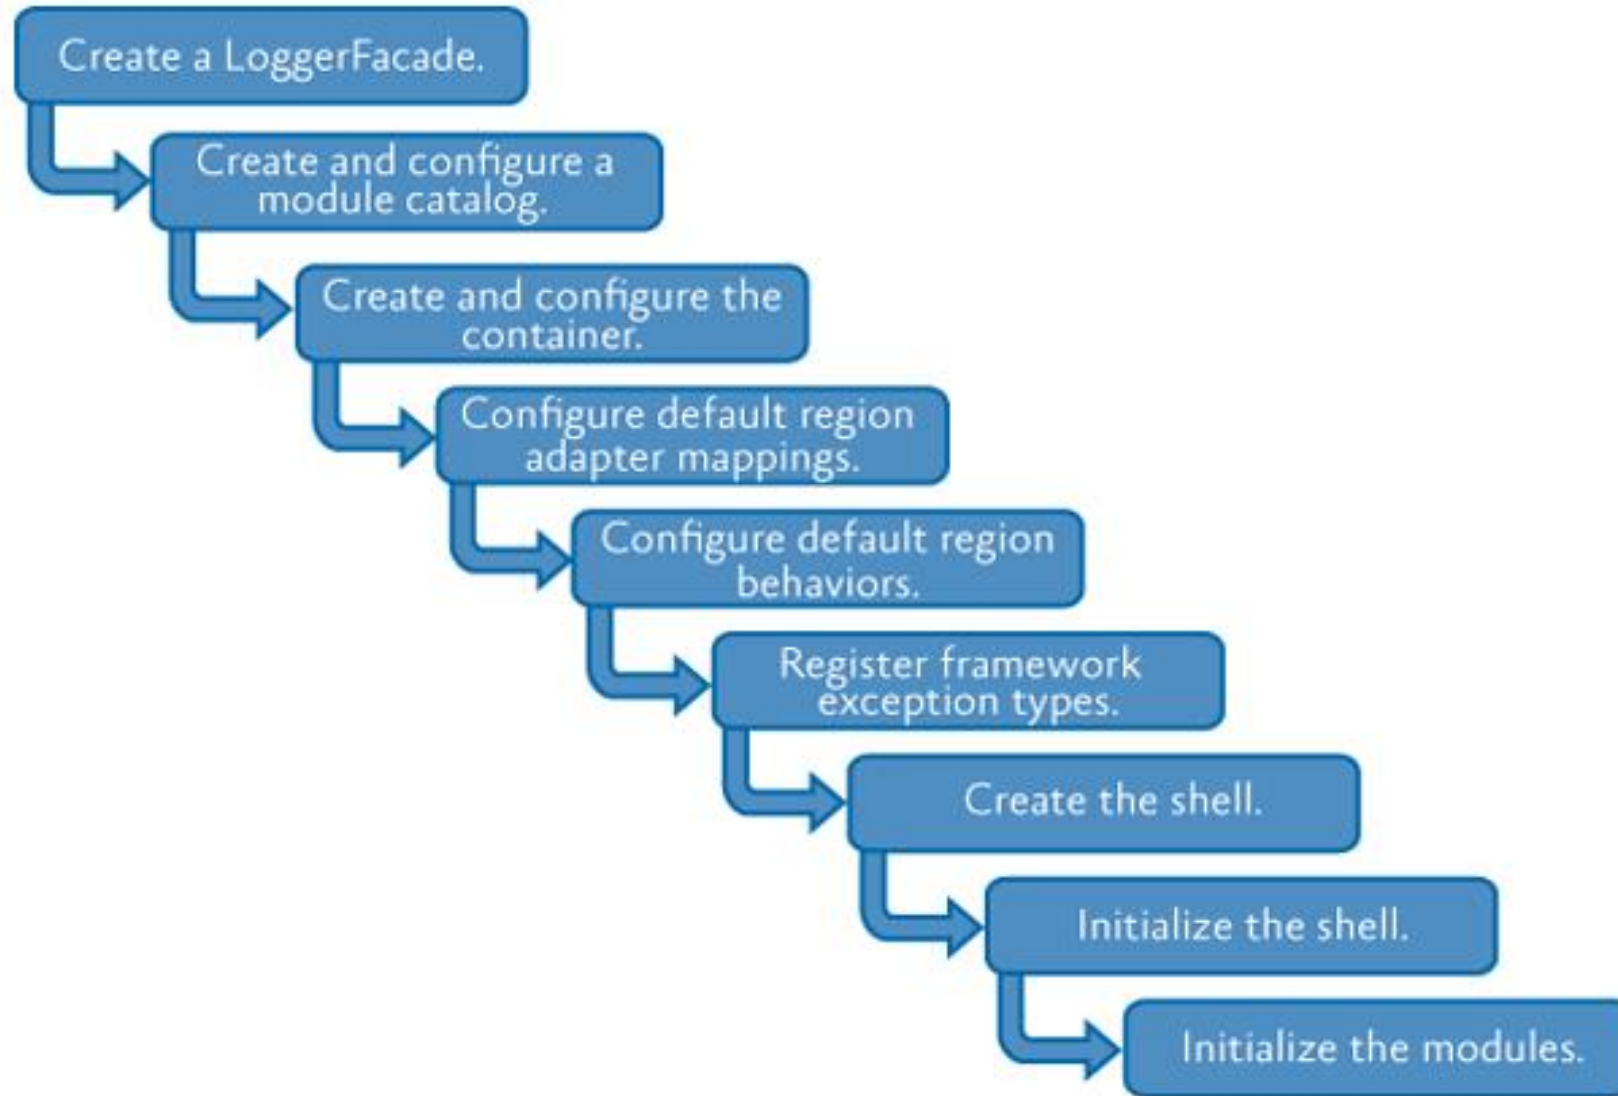 Create a LoggerFacade.
Create and configure a
module catalog.
Create and configure the
container.
Configure default region
adapter mappings.
Configure default region
behaviors.
Register framework
exception types.
Create the shell.
Initialize the shell.
Initialize the modules.